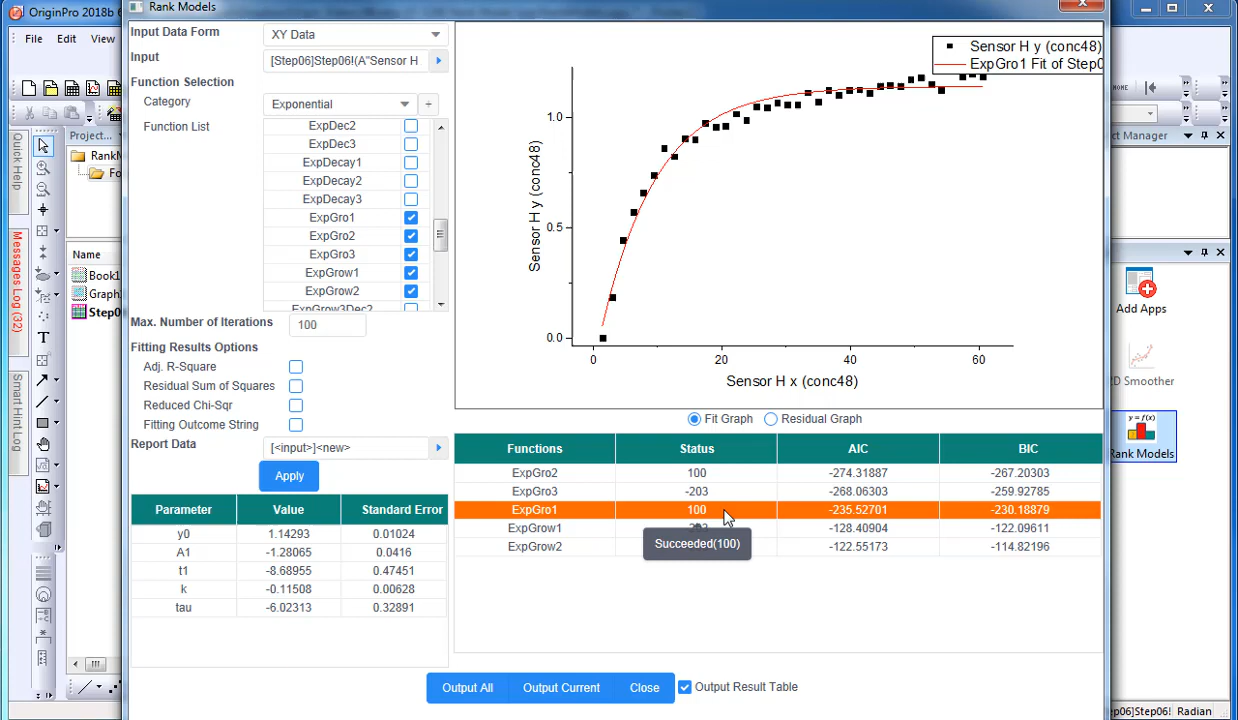 OriginPro 2018b 6
Rank Models
File Edit View
Input Data Form XY Data
Input [Step06]Step06!(A"Sensor H
Function Selection
Category Exponential
Function List
ExpDec2
ExpDec3
ExpDecay1
ExpDecay2
ExpDecay3
ExpGro1
ExpGro2
ExpGro3
ExpGrow1
ExpGrow2
ExpGrow3Dec2
Max. Number of Iterations 100
Fitting Results Options
Adj. R-Square
Residual Sum of Squares
Reduced Chi-Sqr
Fitting Outcome String
Report Data [<input>]<new>
Apply
Parameter Value Standard Error
y0 1.14293 0.01024
A1 -1.28065 0.0416
t1 -8.68955 0.47451
k -0.11508 0.00628
tau -6.02313 0.32891
Sensor H y (conc48)
ExpGro1 Fit of Step0
1.0
0.5
0.0
Sensor H y (conc48)
0 20 40 60
Sensor H x (conc48)
Fit Graph Residual Graph
Functions Status AIC BIC
ExpGro2 100 -274.31887 -267.20303
ExpGro3 -203 -268.06303 -259.92785
ExpGro1 100 -235.52701 -230.18879
ExpGrow1 -128.40904 -122.09611
ExpGrow2 -122.55173 -114.82196
Succeeded(100)
Output All Output Current Close Output Result Table
Quick Help
Messages Log (32)
Smart Hint Log
Project...
RankM
Fo
Name
Book1
Graph
Step0
T
HOME
ct Manager
Add Apps
D Smoother
y = f(x)
Rank Models
ep06]Step06! Radian